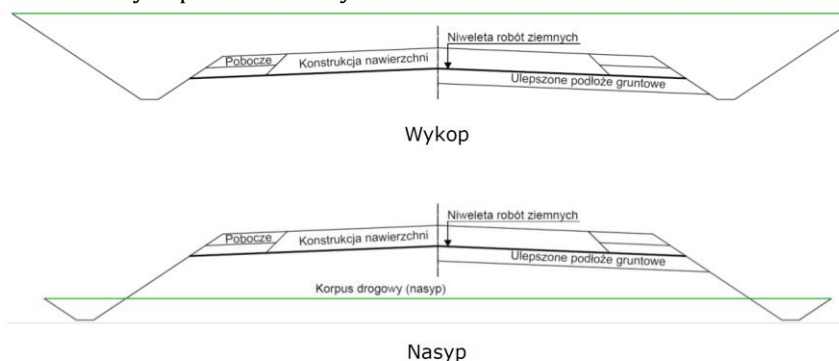 Niweleta robót ziemnych
Pobocze
Konstrukcja nawierzchni
Ulepszone podłoże gruntowe
Wykop
Niweleta robót ziemnych
Pobocze
Konstrukcja nawierzchni
Ulepszone podłoże gruntowe
Korpus drogowy (nasyp)
Nasyp